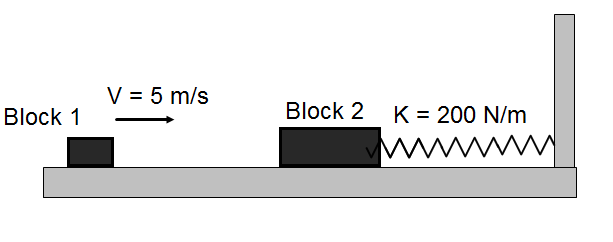 V = 5 m/s
Block 1
Block 2
K = 200 N/m